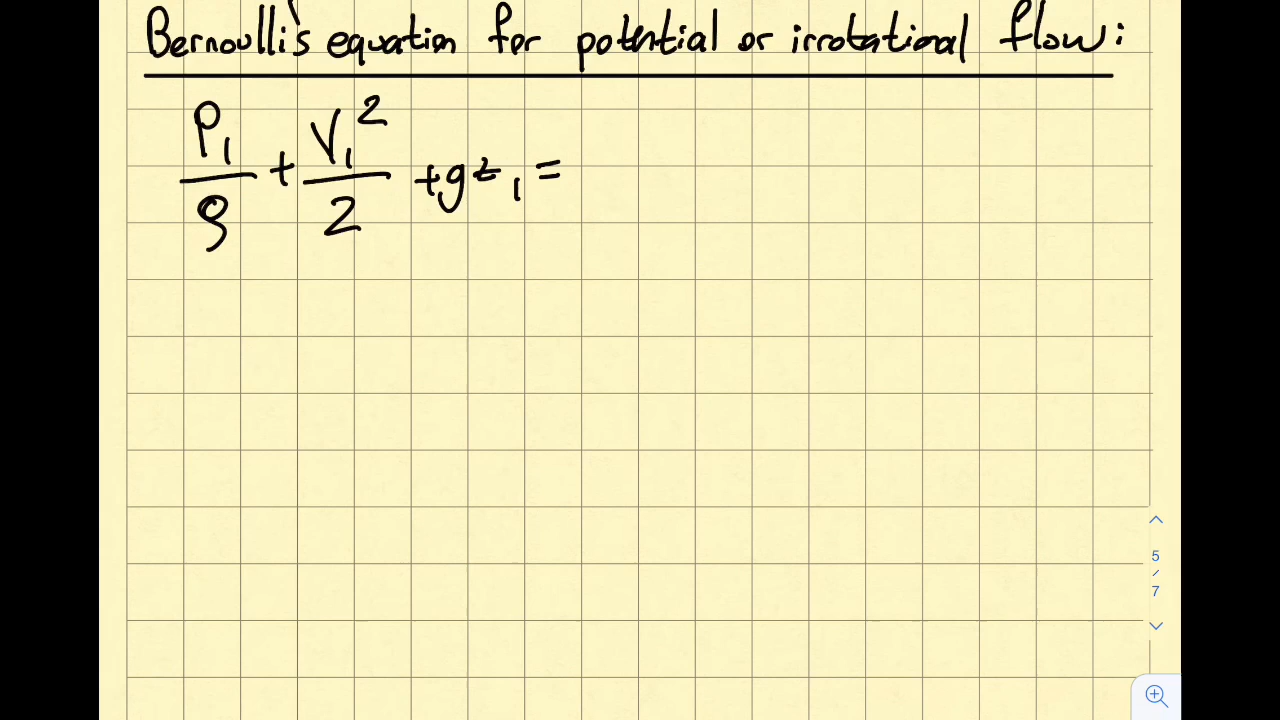 Bernoulli's equation for potential or irrotational flow:
P₁/ρ + V₁²/2 + gz₁ =
5
/
7